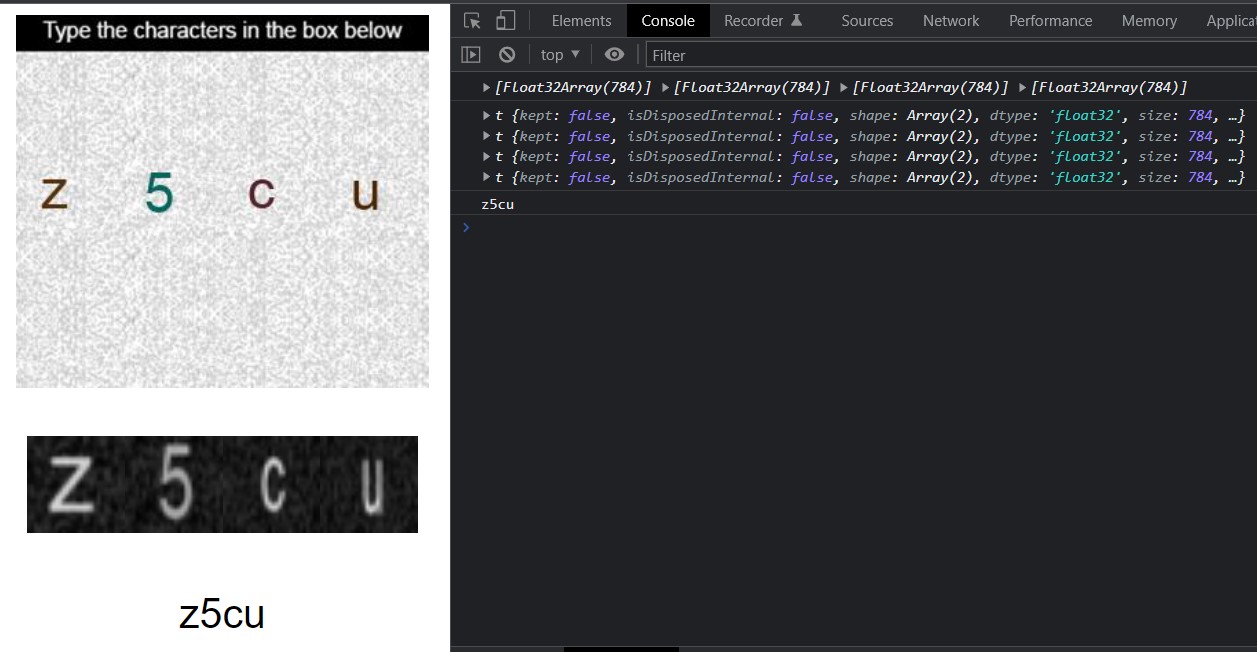 Type the characters in the box below
z 5 c u
z 5 c u
z5cu
Elements Console Recorder Sources Network Performance Memory Applica
top ▼ Filter
▶ [Float32Array(784)] ▶ [Float32Array(784)] ▶ [Float32Array(784)] ▶ [Float32Array(784)]
▶ t {kept: false, isDisposedInternal: false, shape: Array(2), dtype: 'float32', size: 784, …}
▶ t {kept: false, isDisposedInternal: false, shape: Array(2), dtype: 'float32', size: 784, …}
▶ t {kept: false, isDisposedInternal: false, shape: Array(2), dtype: 'float32', size: 784, …}
▶ t {kept: false, isDisposedInternal: false, shape: Array(2), dtype: 'float32', size: 784, …}
z5cu
>